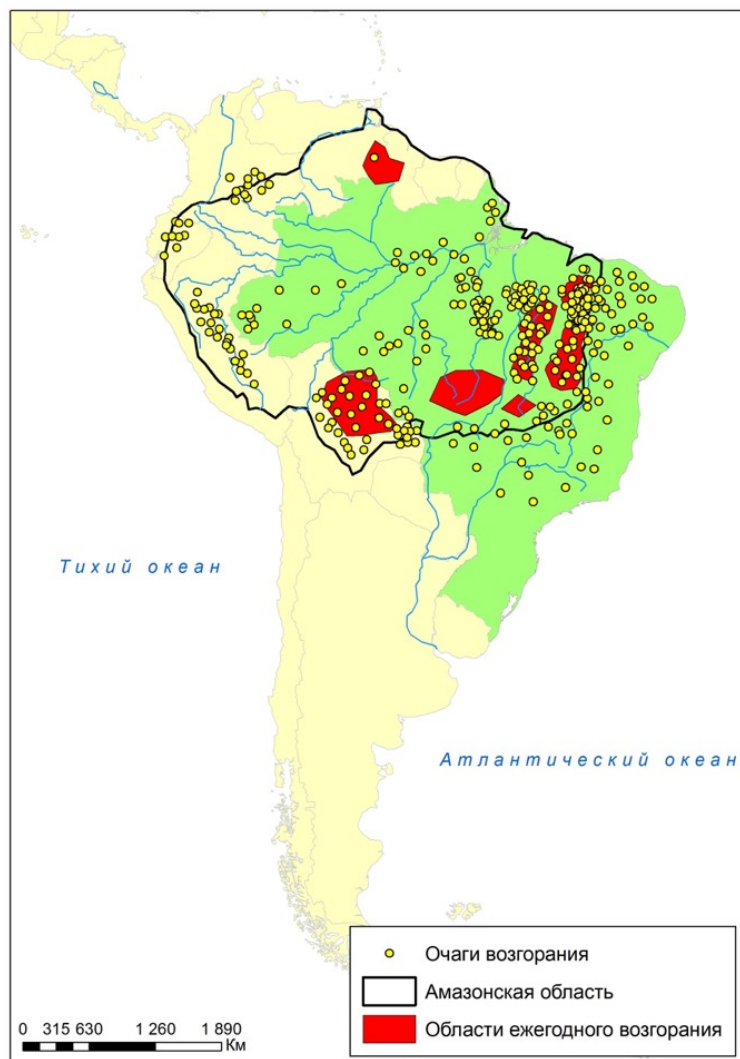 Тихий океан
Атлантический океан
Очаги возгорания
Амазонская область
Области ежегодного возгорания
0 315 630 1 260 1 890
Км